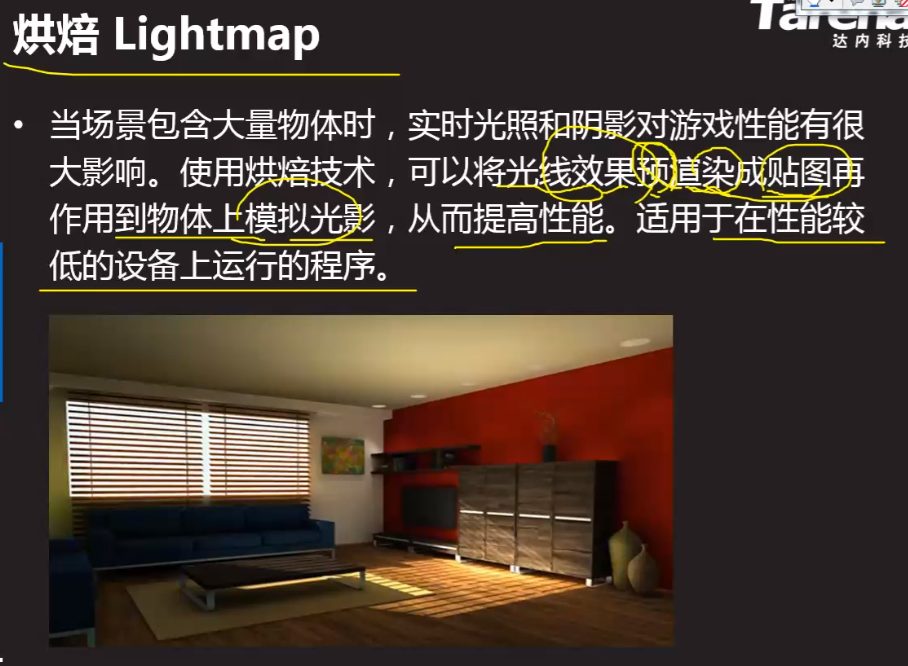 烘焙 Lightmap
Tarena
达内科技
• 当场景包含大量物体时，实时光照和阴影对游戏性能有很
大影响。使用烘焙技术，可以将光线效果预渲染成贴图再
作用到物体上模拟光影，从而提高性能。适用于在性能较
低的设备上运行的程序。